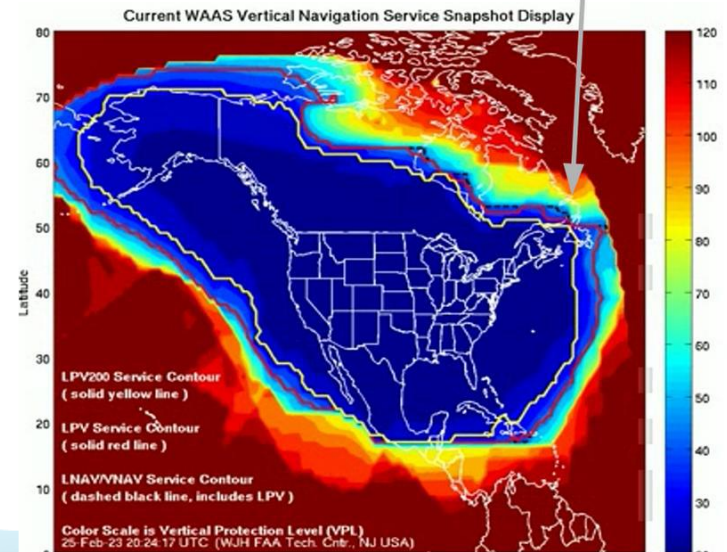 Current WAAS Vertical Navigation Service Snapshot Display
80
70
60
50
40
30
20
10
Latitude
LPV200 Service Contour
( solid yellow line )
LPV Service Contour
( solid red line )
LNAV/VNAV Service Contour
( dashed black line, includes LPV )
Color Scale is Vertical Protection Level (VPL)
25-Feb-23 20:24:17 UTC (WJH FAA Tech. Cntr., NJ USA)
120
110
100
90
80
70
60
50
40
30